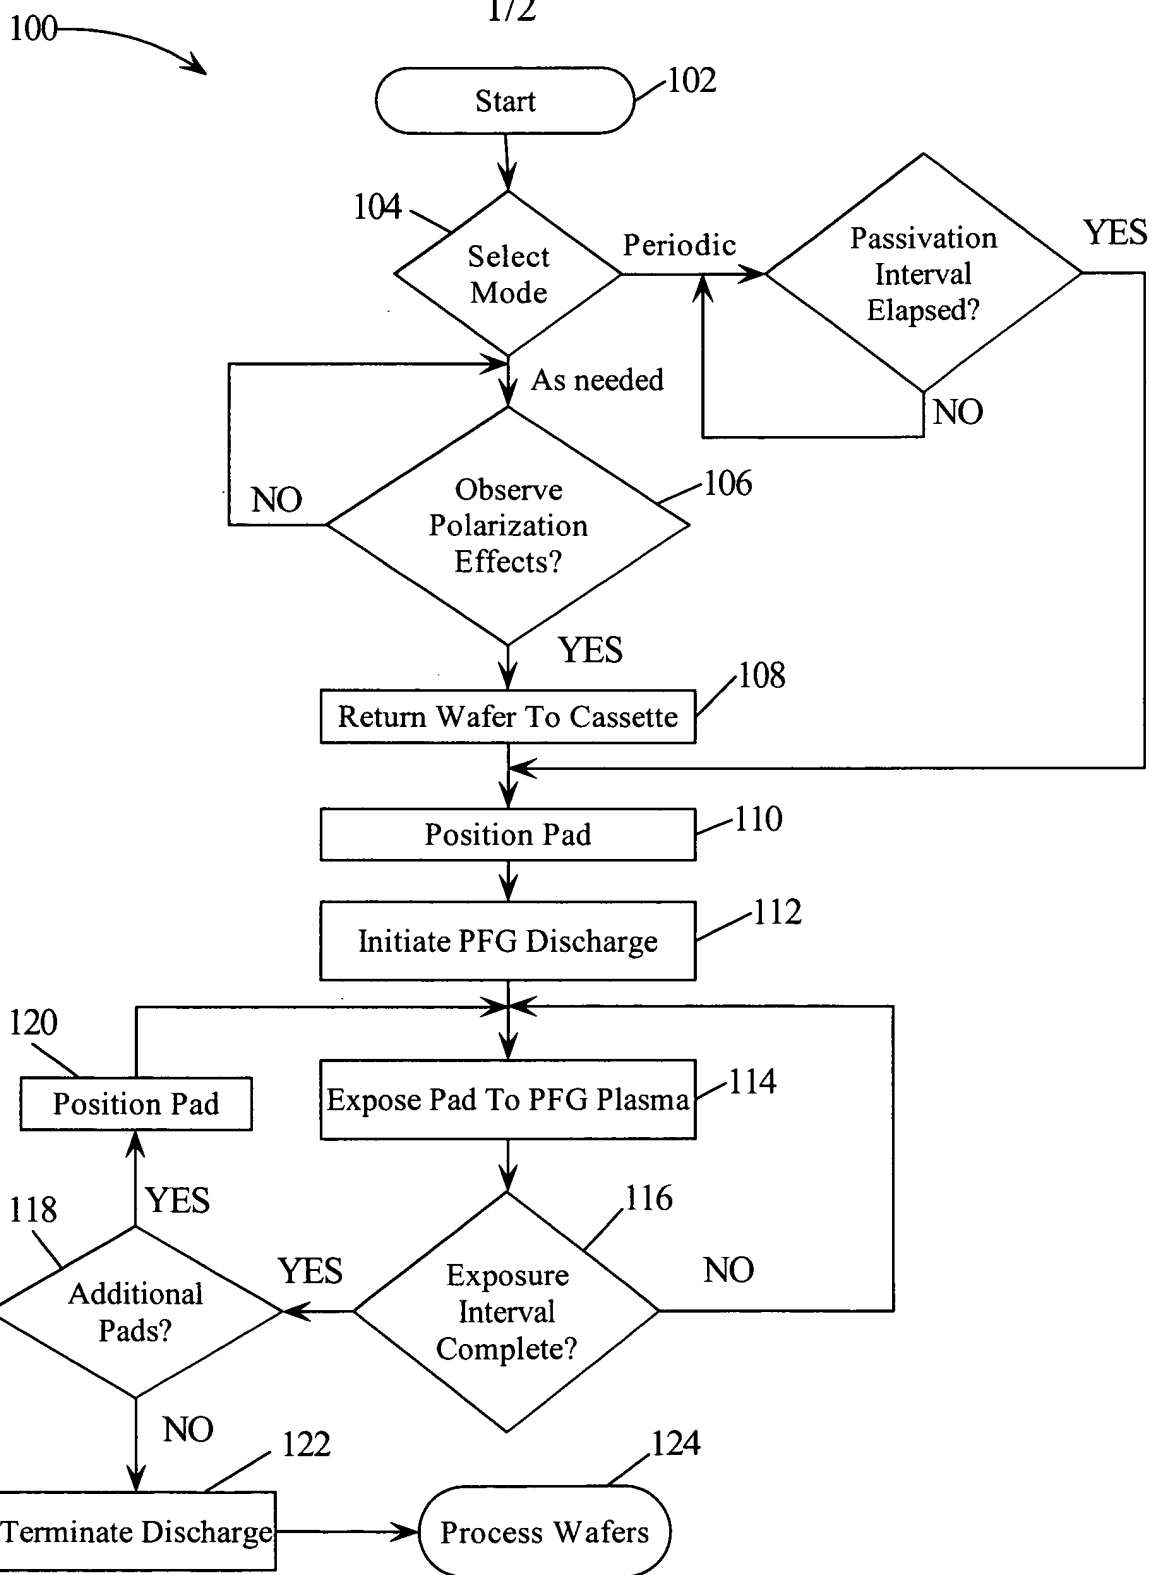 1/2
100
Start
102
104
Select
Mode
Periodic
Passivation
Interval
Elapsed?
YES
NO
As needed
Observe
Polarization
Effects?
106
NO
YES
Return Wafer To Cassette
108
Position Pad
110
Initiate PFG Discharge
112
120
Position Pad
Expose Pad To PFG Plasma
114
YES
118
Additional
Pads?
YES
Exposure
Interval
Complete?
116
NO
NO
122
Terminate Discharge
124
Process Wafers